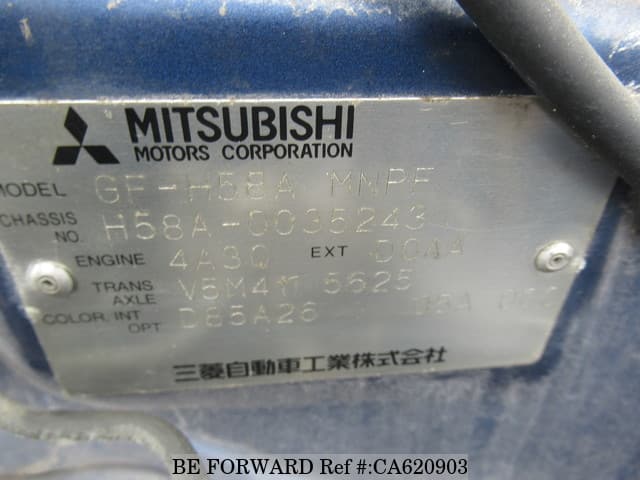 MITSUBISHI
MOTORS CORPORATION
MODEL GF-H58A MNPF
CHASSIS NO. H58A-0035243
ENGINE 4A30 EXT D04A
TRANS AXLE V5M41 5625
COLOR, INT OPT D85A26
三菱自動車工業株式会社
BE FORWARD Ref #:CA620903